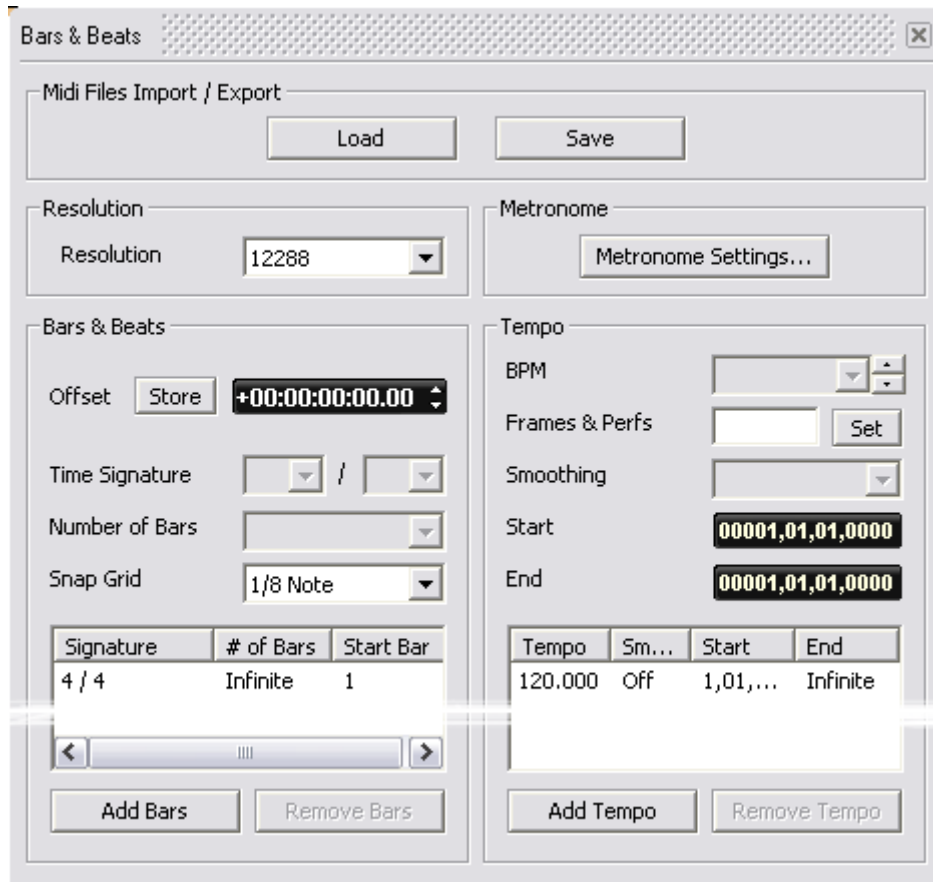 Bars & Beats
Midi Files Import / Export
Load Save
Resolution
Resolution 12288
Metronome
Metronome Settings...
Bars & Beats
Offset Store +00:00:00:00.00
Time Signature /
Number of Bars
Snap Grid 1/8 Note
Signature # of Bars Start Bar
4 / 4 Infinite 1
Add Bars Remove Bars
Tempo
BPM
Frames & Perfs Set
Smoothing
Start 00001,01,01,0000
End 00001,01,01,0000
Tempo Sm... Start End
120.000 Off 1,01,... Infinite
Add Tempo Remove Tempo